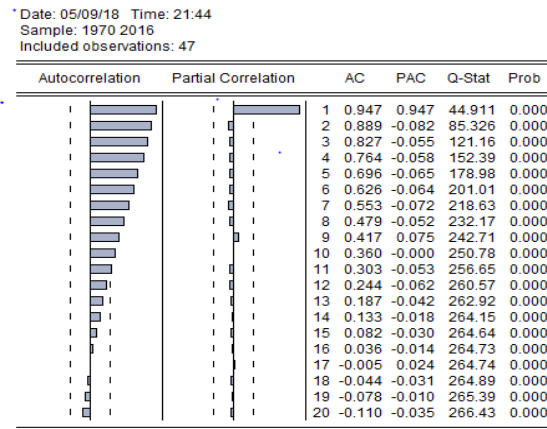 Date: 05/09/18 Time: 21:44
Sample: 1970 2016
Included observations: 47
Autocorrelation Partial Correlation AC PAC Q-Stat Prob
1 0.947 0.947 44.911 0.000
2 0.889 -0.082 85.326 0.000
3 0.827 -0.055 121.16 0.000
4 0.764 -0.058 152.39 0.000
5 0.696 -0.065 178.98 0.000
6 0.626 -0.064 201.01 0.000
7 0.553 -0.072 218.63 0.000
8 0.479 -0.052 232.17 0.000
9 0.417 0.075 242.71 0.000
10 0.360 -0.000 250.78 0.000
11 0.303 -0.053 256.65 0.000
12 0.244 -0.062 260.57 0.000
13 0.187 -0.042 262.92 0.000
14 0.133 -0.018 264.15 0.000
15 0.082 -0.030 264.64 0.000
16 0.036 -0.014 264.73 0.000
17 -0.005 0.024 264.74 0.000
18 -0.044 -0.031 264.89 0.000
19 -0.078 -0.010 265.39 0.000
20 -0.110 -0.035 266.43 0.000